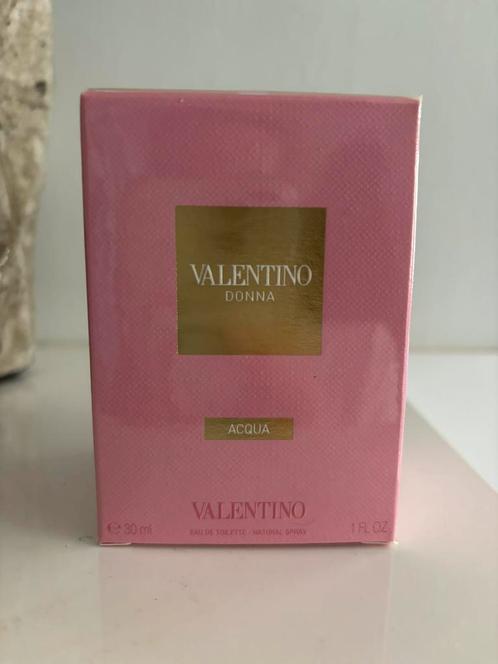 VALENTINO
DONNA
ACQUA
VALENTINO
℮ 30 ml EAU DE TOILETTE - NATURAL SPRAY 1 FL OZ.